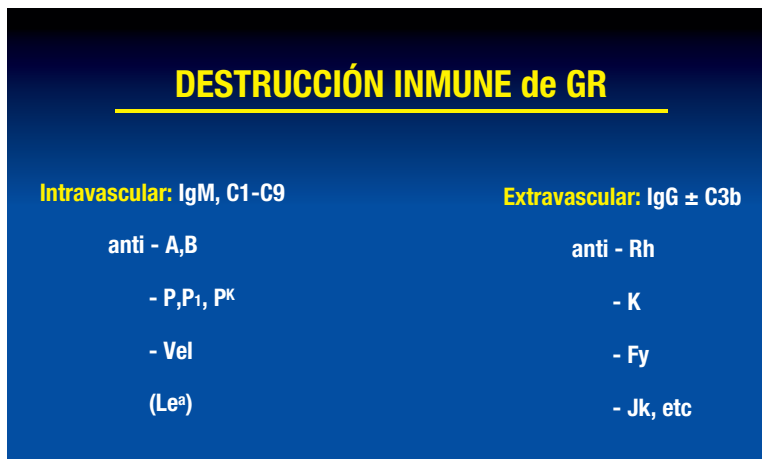 DESTRUCCIÓN INMUNE de GR
Intravascular: IgM, C1-C9
anti - A,B
- P,P₁, Pᴷ
- Vel
(Leᵃ)
Extravascular: IgG ± C3b
anti - Rh
- K
- Fy
- Jk, etc